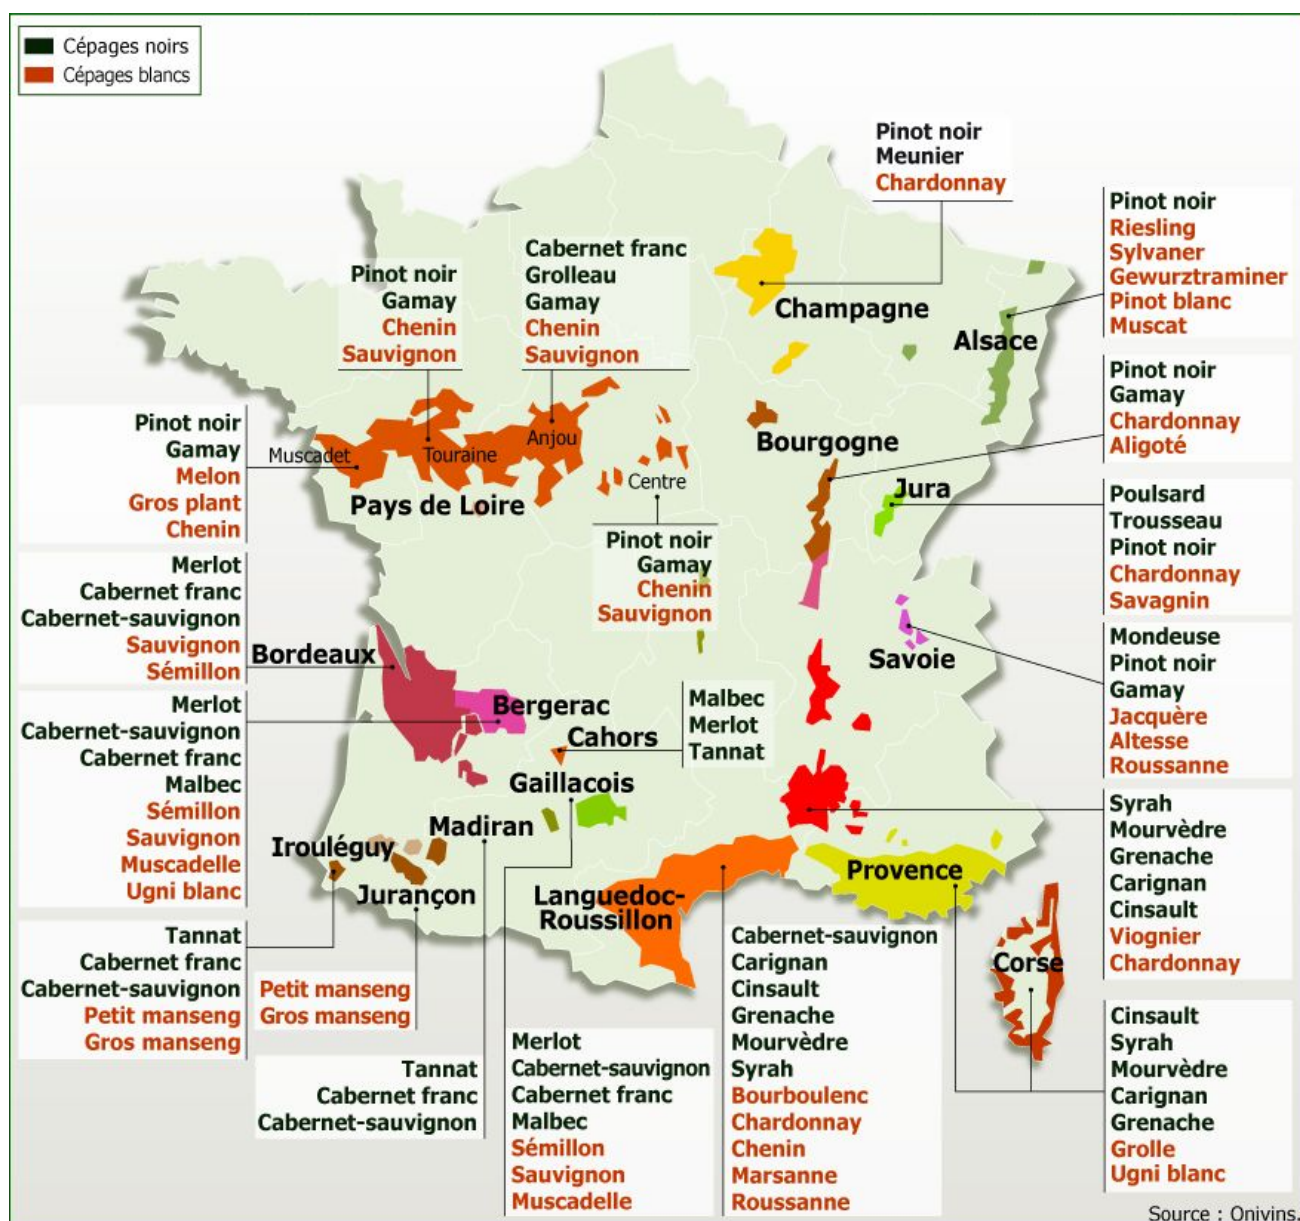 Cépages noirs
Cépages blancs
Pinot noir
Meunier
Chardonnay
Champagne
Pinot noir
Riesling
Sylvaner
Gewurztraminer
Pinot blanc
Muscat
Alsace
Pinot noir
Gamay
Chenin
Sauvignon
Touraine
Cabernet franc
Grolleau
Gamay
Chenin
Sauvignon
Anjou
Pinot noir
Gamay
Melon
Gros plant
Chenin
Muscadet
Pays de Loire
Pinot noir
Gamay
Chardonnay
Aligoté
Bourgogne
Centre
Pinot noir
Gamay
Chenin
Sauvignon
Jura
Poulsard
Trousseau
Pinot noir
Chardonnay
Savagnin
Merlot
Cabernet franc
Cabernet-sauvignon
Sauvignon
Sémillon
Bordeaux
Savoie
Mondeuse
Pinot noir
Gamay
Jacquère
Altesse
Roussanne
Merlot
Cabernet-sauvignon
Cabernet franc
Malbec
Sémillon
Sauvignon
Muscadelle
Ugni blanc
Bergerac
Cahors
Malbec
Merlot
Tannat
Gaillacois
Madiran
Irouléguy
Jurançon
Languedoc-
Roussillon
Provence
Corse
Syrah
Mourvèdre
Grenache
Carignan
Cinsault
Viognier
Chardonnay
Tannat
Cabernet franc
Cabernet-sauvignon
Petit manseng
Gros manseng
Petit manseng
Gros manseng
Tannat
Cabernet franc
Cabernet-sauvignon
Merlot
Cabernet-sauvignon
Cabernet franc
Malbec
Sémillon
Sauvignon
Muscadelle
Cabernet-sauvignon
Carignan
Cinsault
Grenache
Mourvèdre
Syrah
Bourboulenc
Chardonnay
Chenin
Marsanne
Roussanne
Cinsault
Syrah
Mourvèdre
Carignan
Grenache
Grolle
Ugni blanc
Source : Onivins.